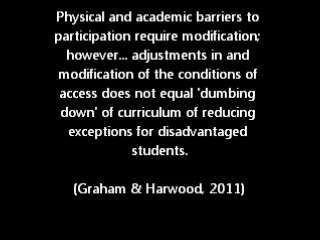 Physical and academic barriers to
participation require modification;
however... adjustments in and
modification of the conditions of
access does not equal 'dumbing
down' of curriculum of reducing
exceptions for disadvantaged
students.
(Graham & Harwood, 2011)